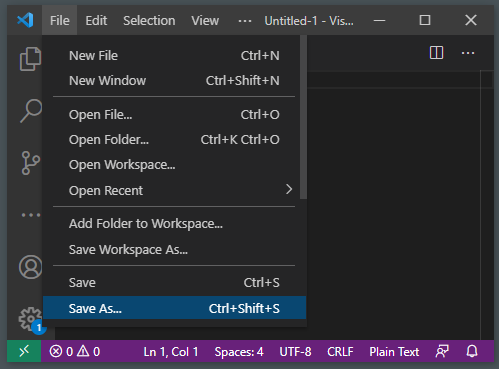 File Edit Selection View ··· Untitled-1 - Vis...
New File Ctrl+N
New Window Ctrl+Shift+N
Open File... Ctrl+O
Open Folder... Ctrl+K Ctrl+O
Open Workspace...
Open Recent
Add Folder to Workspace...
Save Workspace As...
Save Ctrl+S
Save As... Ctrl+Shift+S
1
0 0 Ln 1, Col 1 Spaces: 4 UTF-8 CRLF Plain Text